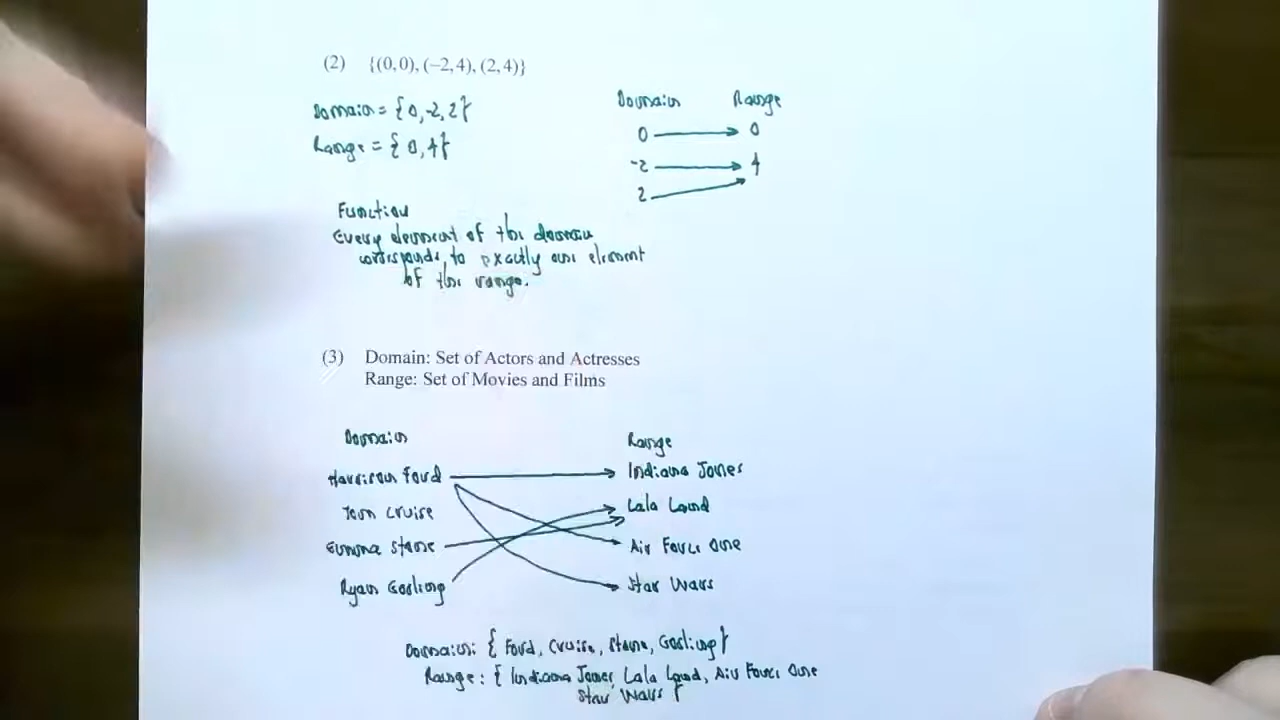 (2) {(0,0),(−2,4),(2,4)}
Domain = {0,-2,2}
Range = {0,4}
Domain Range
0 0
-2 4
2
Function
Every element of the domain
corresponds to exactly one element
of the range.
(3) Domain: Set of Actors and Actresses
Range: Set of Movies and Films
Domain Range
Harrison Ford Indiana Jones
Tom Cruise Lala Land
Emma Stone Air Force One
Ryan Gosling Star Wars
Domain: { Ford, Cruise, Stone, Gosling}
Range: { Indiana Jones, Lala Land, Air Force One
Star Wars }